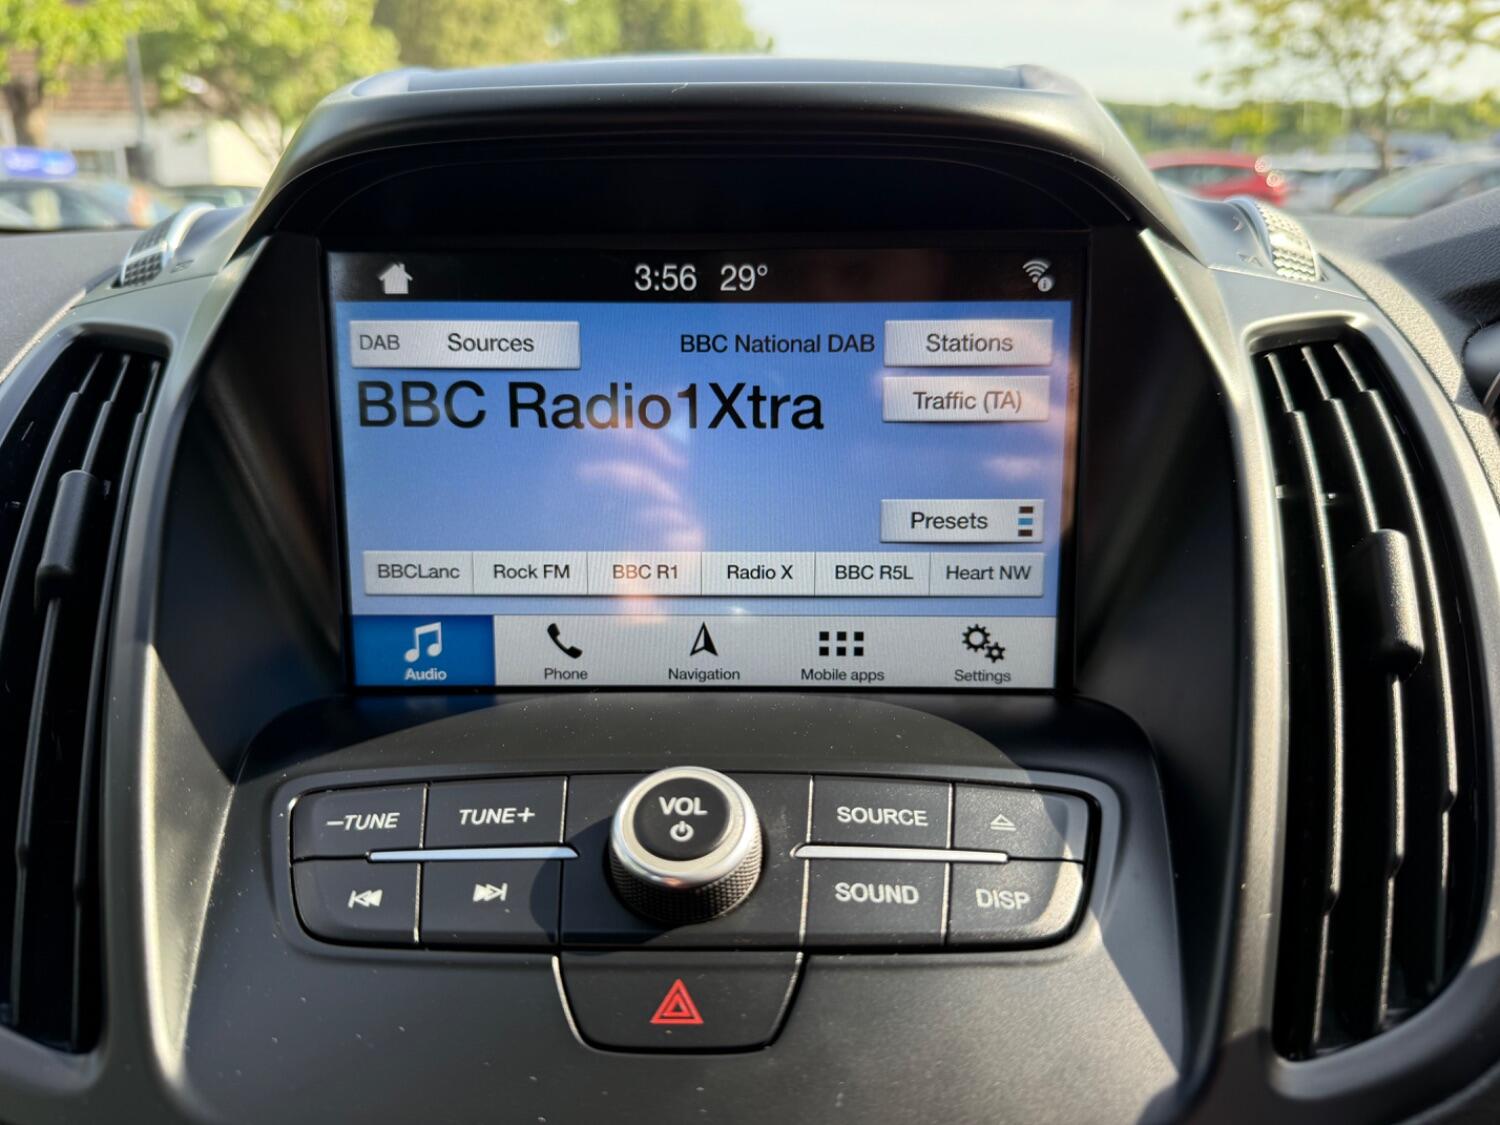 3:56 29°
DAB Sources BBC National DAB Stations
BBC Radio1Xtra Traffic (TA)
Presets
BBCLanc Rock FM BBC R1 Radio X BBC R5L Heart NW
Audio Phone Navigation Mobile apps Settings
–TUNE TUNE+ VOL SOURCE
SOUND DISP